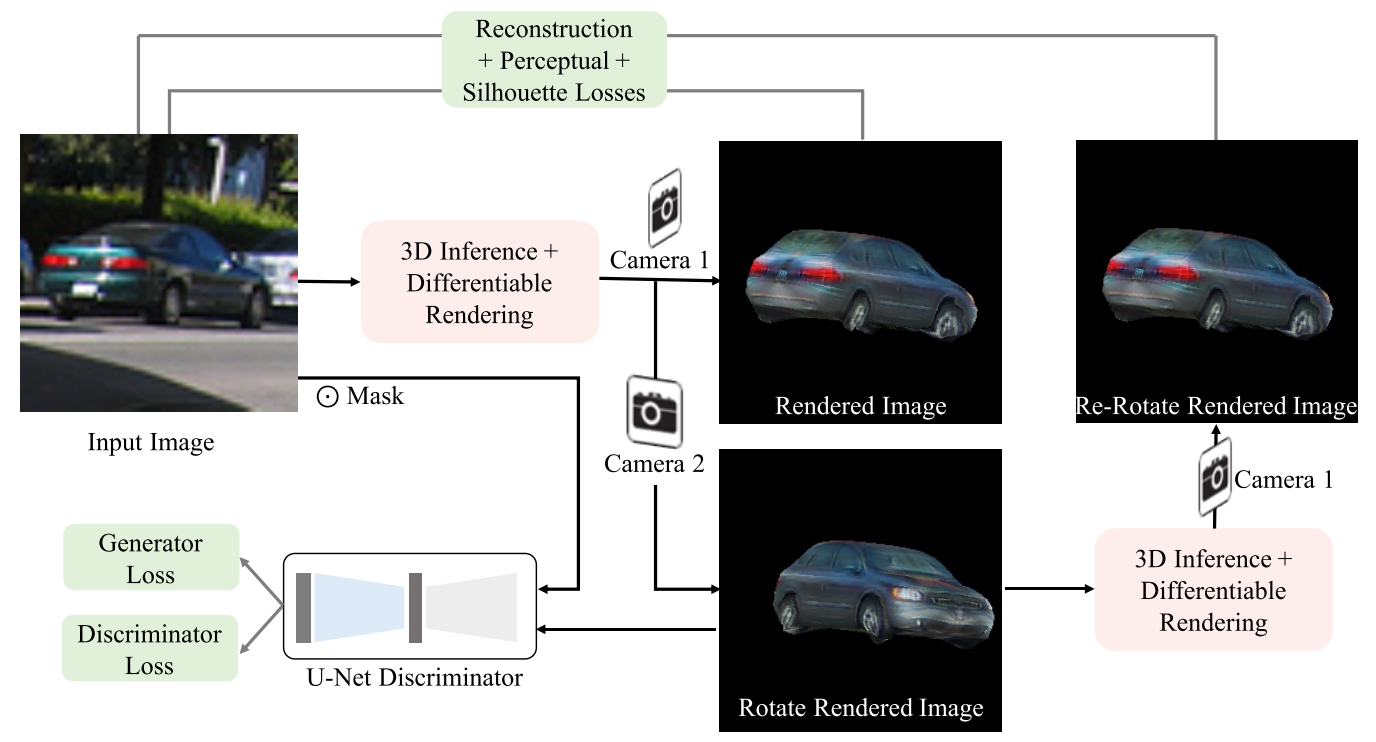 Reconstruction
+ Perceptual +
Silhouette Losses
Camera 1
3D Inference +
Differentiable
Rendering
⊙ Mask
Input Image
Rendered Image
Re-Rotate Rendered Image
Camera 2
Camera 1
Generator
Loss
Discriminator
Loss
U-Net Discriminator
Rotate Rendered Image
3D Inference +
Differentiable
Rendering